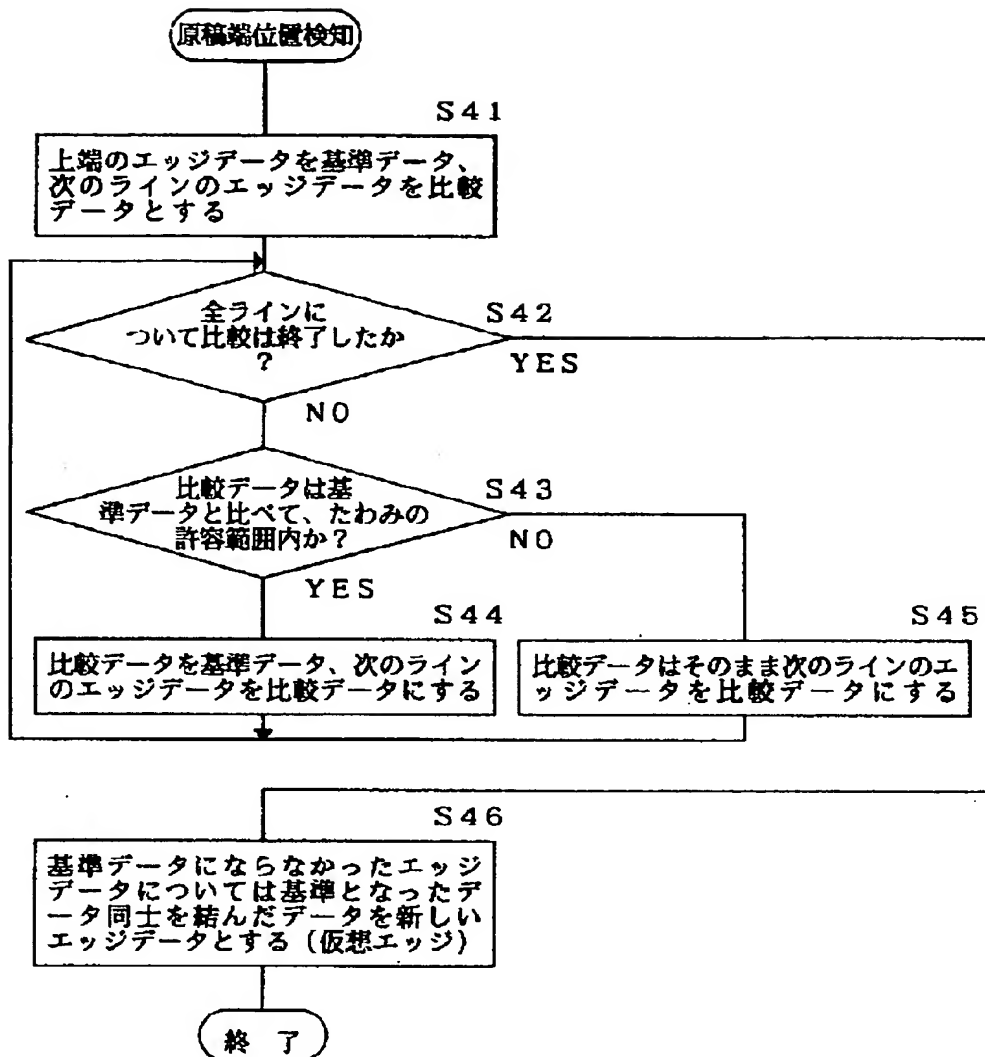 原稿端位置検知
S41
上端のエッジデータを基準データ、
次のラインのエッジデータを比較
データとする
全ラインに
ついて比較は終了したか
?
S42
YES
NO
比較データは基
準データと比べて、たわみの
許容範囲内か?
S43
NO
YES
S44
比較データを基準データ、次のライン
のエッジデータを比較データにする
S45
比較データはそのまま次のラインのエ
ッジデータを比較データにする
S46
基準データにならなかったエッジ
データについては基準となったデ
ータ同士を結んだデータを新しい
エッジデータとする(仮想エッジ)
終 了